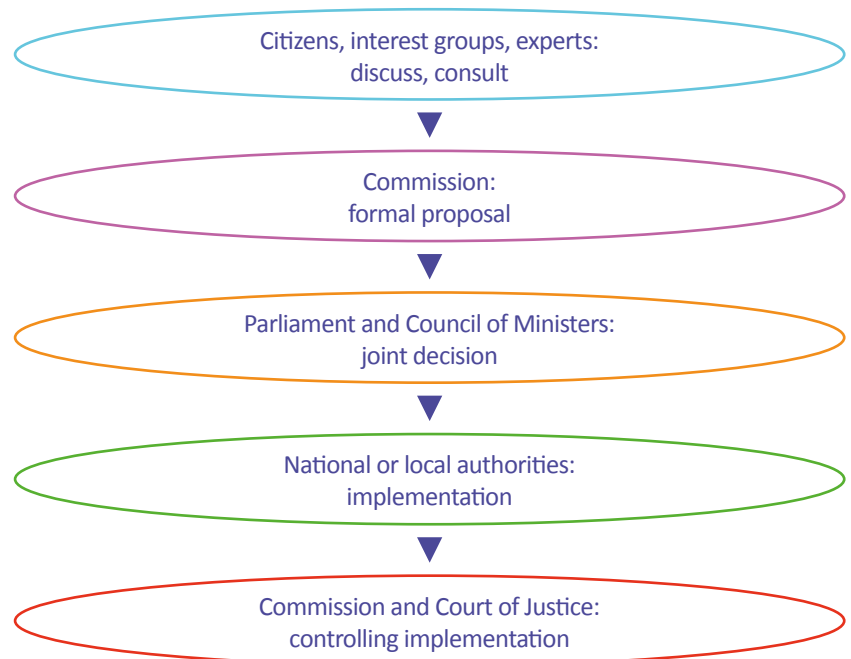 Citizens, interest groups, experts:
discuss, consult
Commission:
formal proposal
Parliament and Council of Ministers:
joint decision
National or local authorities:
implementation
Commission and Court of Justice:
controlling implementation